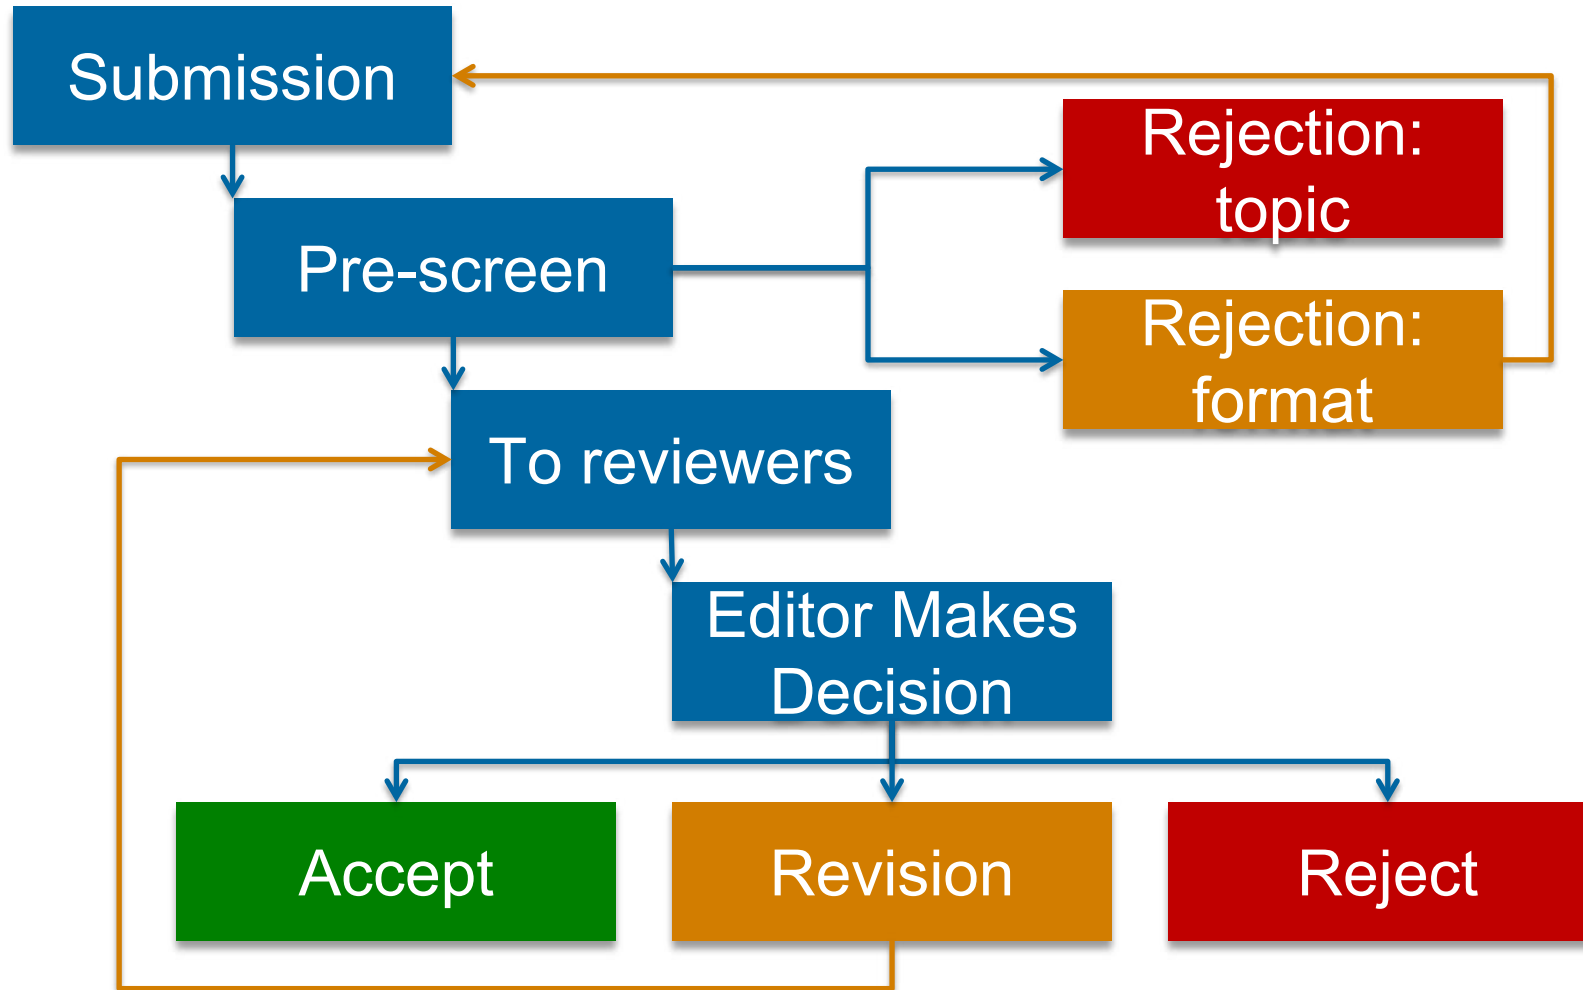 Submission
Rejection:
topic
Pre-screen
Rejection:
format
To reviewers
Editor Makes
Decision
Accept
Revision
Reject